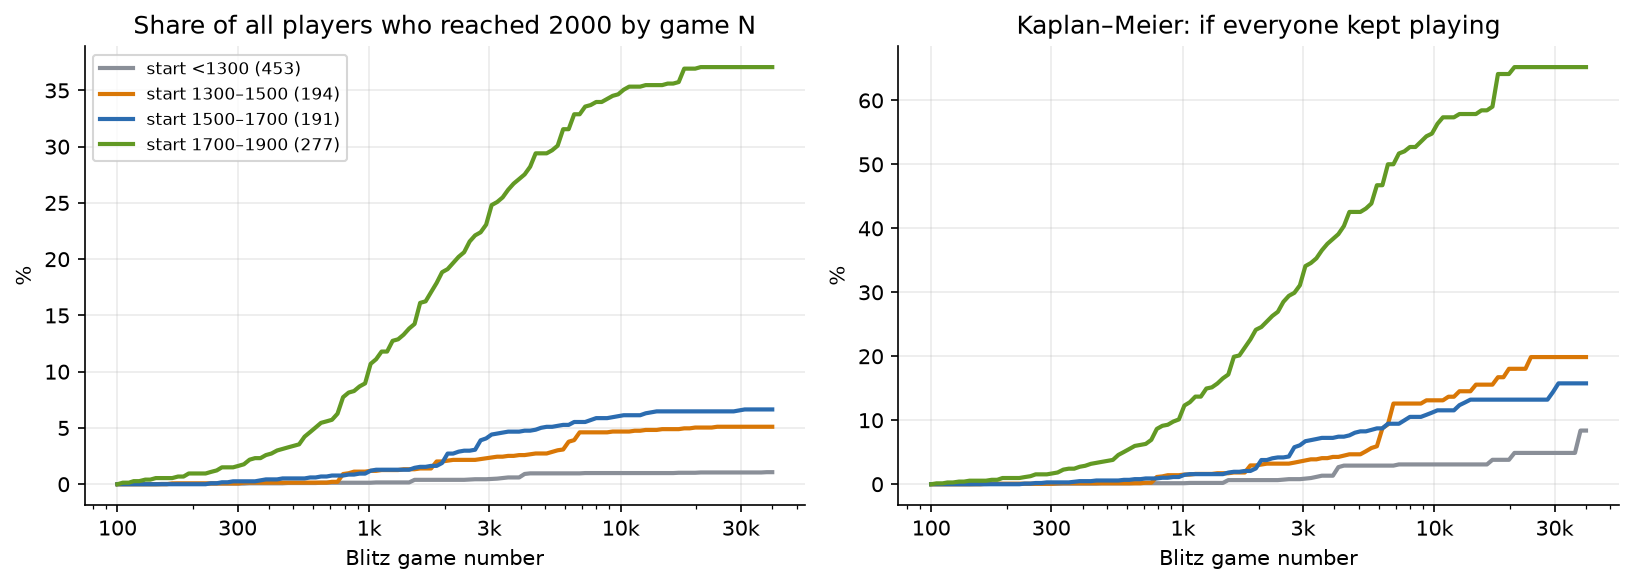 Share of all players who reached 2000 by game N
%
35
30
25
20
15
10
5
0
start <1300 (453)
start 1300–1500 (194)
start 1500–1700 (191)
start 1700–1900 (277)
100 300 1k 3k 10k 30k
Blitz game number
Kaplan–Meier: if everyone kept playing
%
60
50
40
30
20
10
0
100 300 1k 3k 10k 30k
Blitz game number